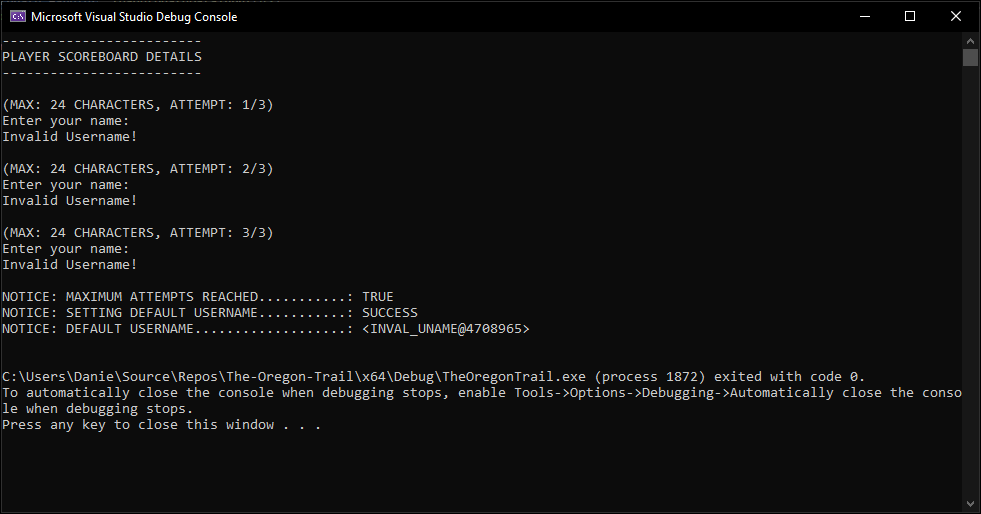 Microsoft Visual Studio Debug Console
-------------------------
PLAYER SCOREBOARD DETAILS
-------------------------
(MAX: 24 CHARACTERS, ATTEMPT: 1/3)
Enter your name:
Invalid Username!
(MAX: 24 CHARACTERS, ATTEMPT: 2/3)
Enter your name:
Invalid Username!
(MAX: 24 CHARACTERS, ATTEMPT: 3/3)
Enter your name:
Invalid Username!
NOTICE: MAXIMUM ATTEMPTS REACHED...........: TRUE
NOTICE: SETTING DEFAULT USERNAME...........: SUCCESS
NOTICE: DEFAULT USERNAME...................: <INVAL_UNAME@4708965>
C:\Users\Danie\Source\Repos\The-Oregon-Trail\x64\Debug\TheOregonTrail.exe (process 1872) exited with code 0.
To automatically close the console when debugging stops, enable Tools->Options->Debugging->Automatically close the conso
le when debugging stops.
Press any key to close this window . . .